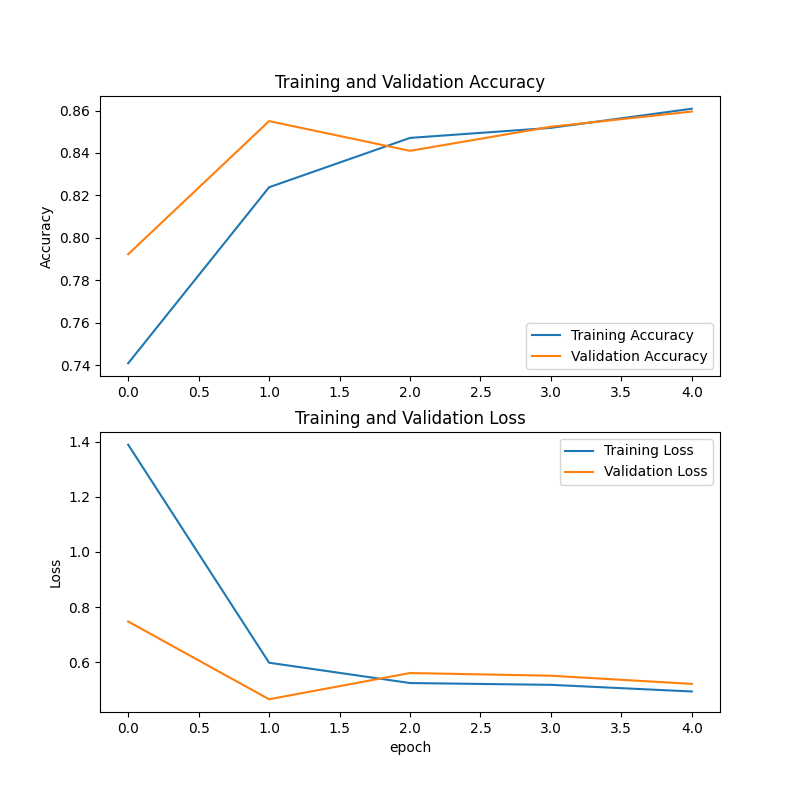 Training and Validation Accuracy
0.86
0.84
0.82
0.80
0.78
0.76
0.74
Accuracy
Training Accuracy
Validation Accuracy
0.0 0.5 1.0 1.5 2.0 2.5 3.0 3.5 4.0
Training and Validation Loss
1.4
1.2
1.0
0.8
0.6
Loss
Training Loss
Validation Loss
0.0 0.5 1.0 1.5 2.0 2.5 3.0 3.5 4.0
epoch